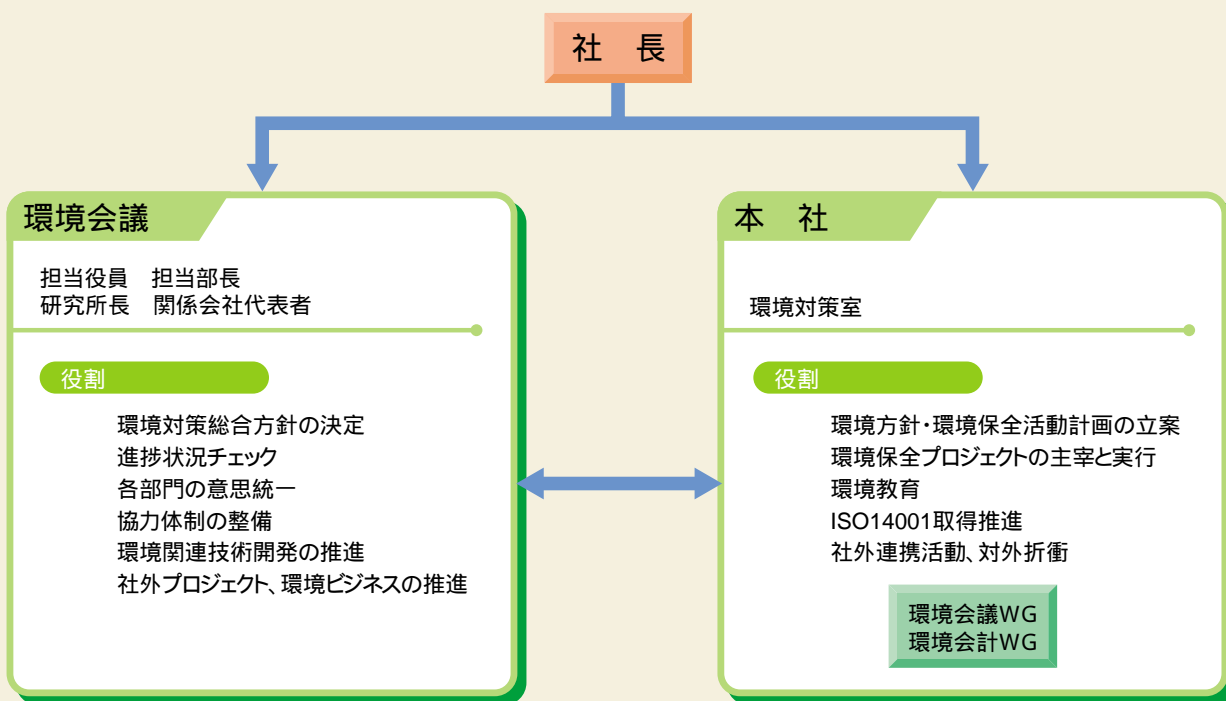 社　長
環境会議
担当役員　担当部長
研究所長　関係会社代表者
役割
環境対策総合方針の決定
進捗状況チェック
各部門の意思統一
協力体制の整備
環境関連技術開発の推進
社外プロジェクト、環境ビジネスの推進
本　社
環境対策室
役割
環境方針・環境保全活動計画の立案
環境保全プロジェクトの主宰と実行
環境教育
ISO14001取得推進
社外連携活動、対外折衝
環境会議WG
環境会計WG